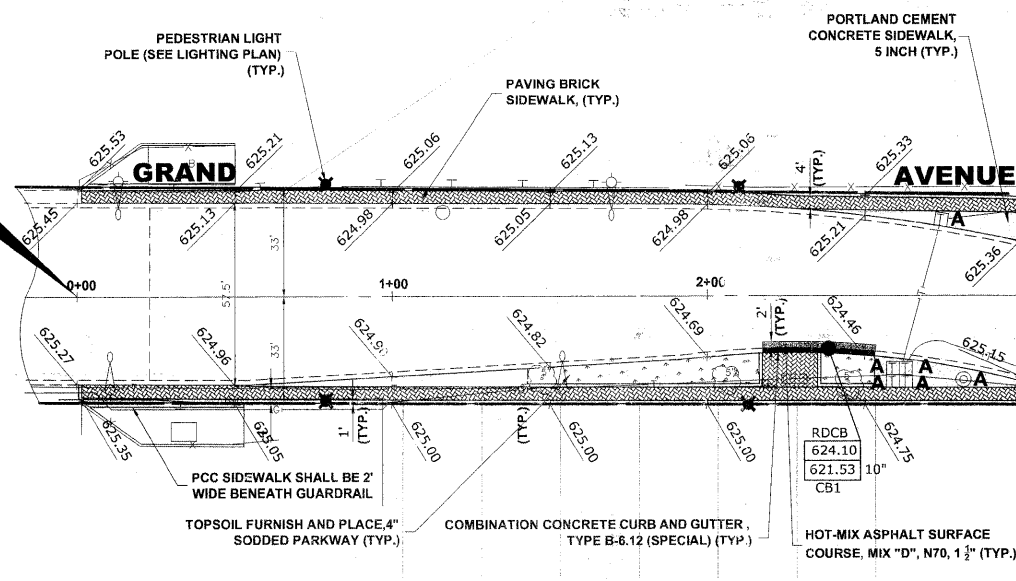 PORTLAND CEMENT
CONCRETE SIDEWALK,
5 INCH (TYP.)
PEDESTRIAN LIGHT
POLE (SEE LIGHTING PLAN)
(TYP.)
PAVING BRICK
SIDEWALK, (TYP.)
625.53
625.21
625.06
625.13
625.06
4'
(TYP.)
625.33
GRAND
AVENUE
625.45
625.13
624.98
625.05
624.98
625.21
A
625.36
33'
57.5'
0+00
1+00
2+00
33'
625.27
624.96
624.82
624.69
2'
(TYP.)
624.46
625.15
A A
A A A
1'
(TYP.)
(TYP.)
625.35
625.05
625.00
625.00
625.00
624.75
RDCB
624.10
621.53 10"
CB1
PCC SIDEWALK SHALL BE 2'
WIDE BENEATH GUARDRAIL
TOPSOIL FURNISH AND PLACE,4"
SODDED PARKWAY (TYP.)
COMBINATION CONCRETE CURB AND GUTTER ,
TYPE B-6.12 (SPECIAL) (TYP.)
HOT-MIX ASPHALT SURFACE
COURSE, MIX "D", N70, 1 1/2" (TYP.)